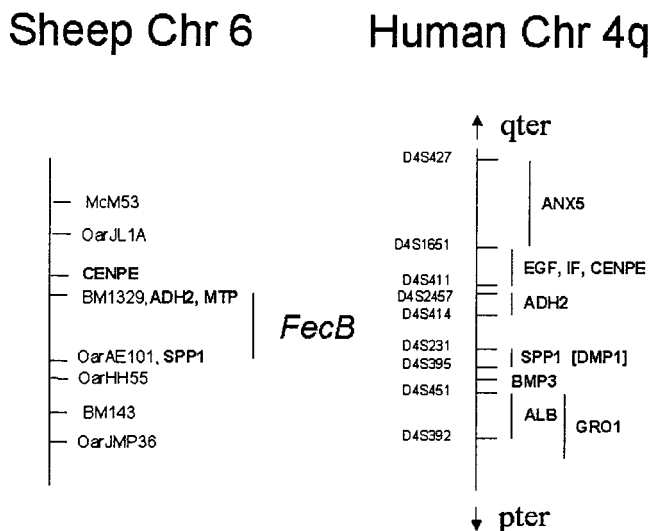 Sheep Chr 6
Human Chr 4q
McM53
OarJL1A
CENPE
BM1329, ADH2, MTP
FecB
OarAE101, SPP1
OarHH55
BM143
OarJMP36
qter
D4S427
ANX5
D4S1651
EGF, IF, CENPE
D4S411
D4S2457
ADH2
D4S414
D4S231
SPP1 [DMP1]
D4S395
BMP3
D4S451
ALB
GRO1
D4S392
pter